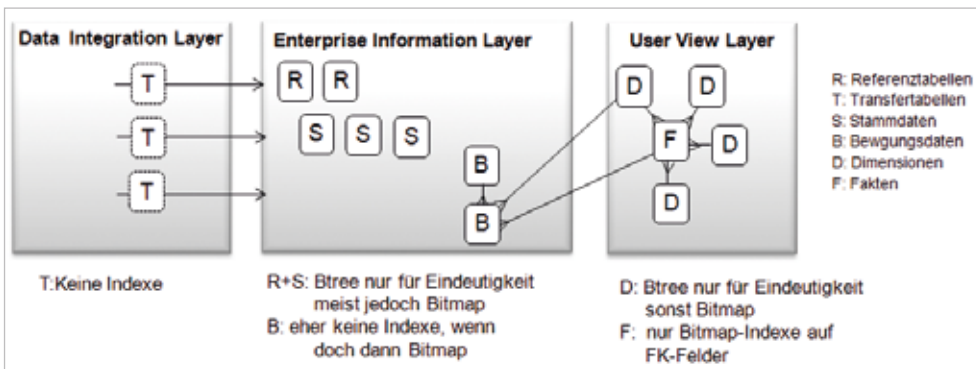 Data Integration Layer
Enterprise Information Layer
User View Layer
T
T
T
R R
S S S
B
B
D D
F D
D
R: Referenztabellen
T: Transfertabellen
S: Stammdaten
B: Bewgungsdaten
D: Dimensionen
F: Fakten
T:Keine Indexe
R+S: Btree nur für Eindeutigkeit
meist jedoch Bitmap
B: eher keine Indexe, wenn
doch dann Bitmap
D: Btree nur für Eindeutigkeit
sonst Bitmap
F: nur Bitmap-Indexe auf
FK-Felder